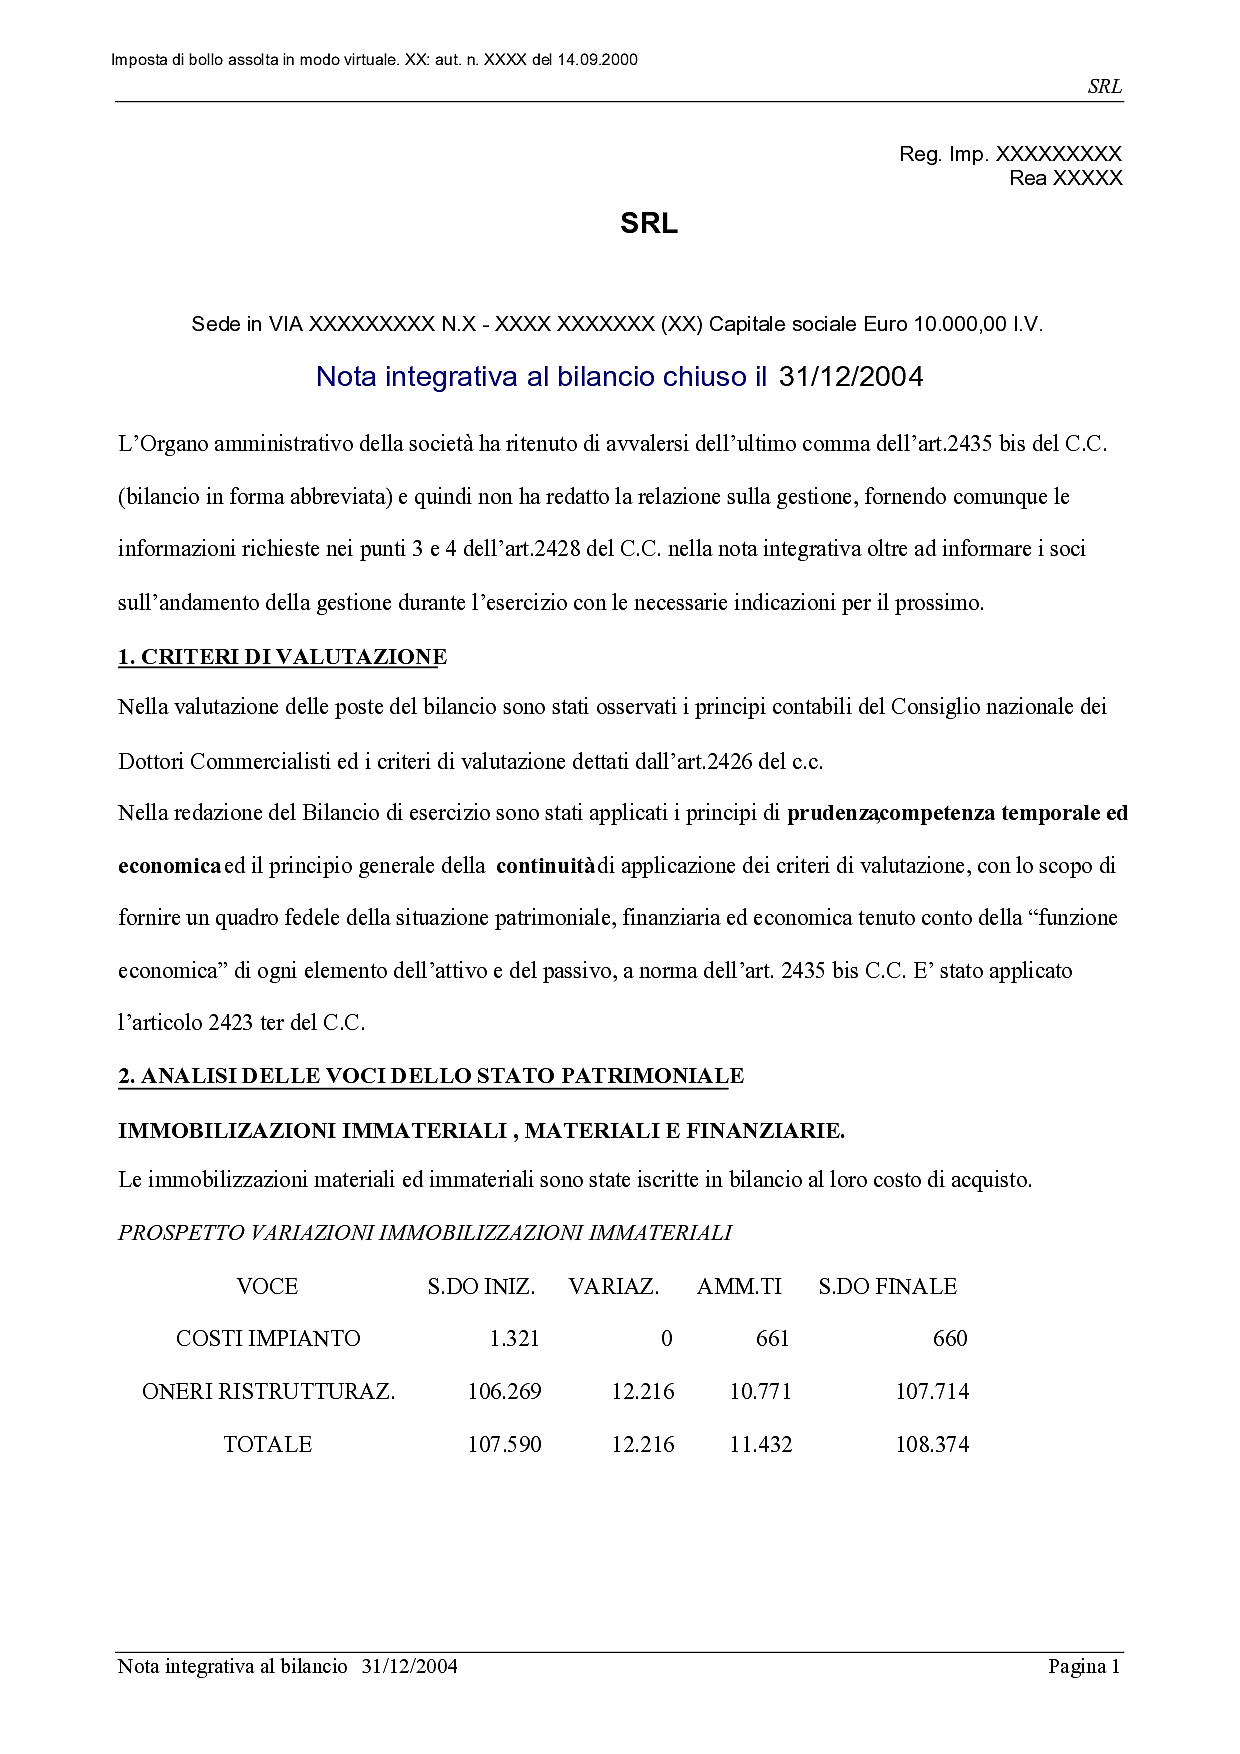 Imposta di bollo assolta in modo virtuale. XX: aut. n. XXXX del 14.09.2000
SRL
Reg. Imp. XXXXXXXXX
Rea XXXXX
SRL
Sede in VIA XXXXXXXXX N.X - XXXX XXXXXXX (XX) Capitale sociale Euro 10.000,00 I.V.
Nota integrativa al bilancio chiuso il 31/12/2004
L’Organo amministrativo della società ha ritenuto di avvalersi dell’ultimo comma dell’art.2435 bis del C.C.
(bilancio in forma abbreviata) e quindi non ha redatto la relazione sulla gestione, fornendo comunque le
informazioni richieste nei punti 3 e 4 dell’art.2428 del C.C. nella nota integrativa oltre ad informare i soci
sull’andamento della gestione durante l’esercizio con le necessarie indicazioni per il prossimo.
1. CRITERI DI VALUTAZIONE
Nella valutazione delle poste del bilancio sono stati osservati i principi contabili del Consiglio nazionale dei
Dottori Commercialisti ed i criteri di valutazione dettati dall’art.2426 del c.c.
Nella redazione del Bilancio di esercizio sono stati applicati i principi di prudenza,competenza temporale ed
economica ed il principio generale della continuità di applicazione dei criteri di valutazione, con lo scopo di
fornire un quadro fedele della situazione patrimoniale, finanziaria ed economica tenuto conto della “funzione
economica” di ogni elemento dell’attivo e del passivo, a norma dell’art. 2435 bis C.C. E’ stato applicato
l’articolo 2423 ter del C.C.
2. ANALISI DELLE VOCI DELLO STATO PATRIMONIALE
IMMOBILIZAZIONI IMMATERIALI , MATERIALI E FINANZIARIE.
Le immobilizzazioni materiali ed immateriali sono state iscritte in bilancio al loro costo di acquisto.
PROSPETTO VARIAZIONI IMMOBILIZZAZIONI IMMATERIALI
VOCE S.DO INIZ. VARIAZ. AMM.TI S.DO FINALE
COSTI IMPIANTO 1.321 0 661 660
ONERI RISTRUTTURAZ. 106.269 12.216 10.771 107.714
TOTALE 107.590 12.216 11.432 108.374
Nota integrativa al bilancio 31/12/2004 Pagina 1